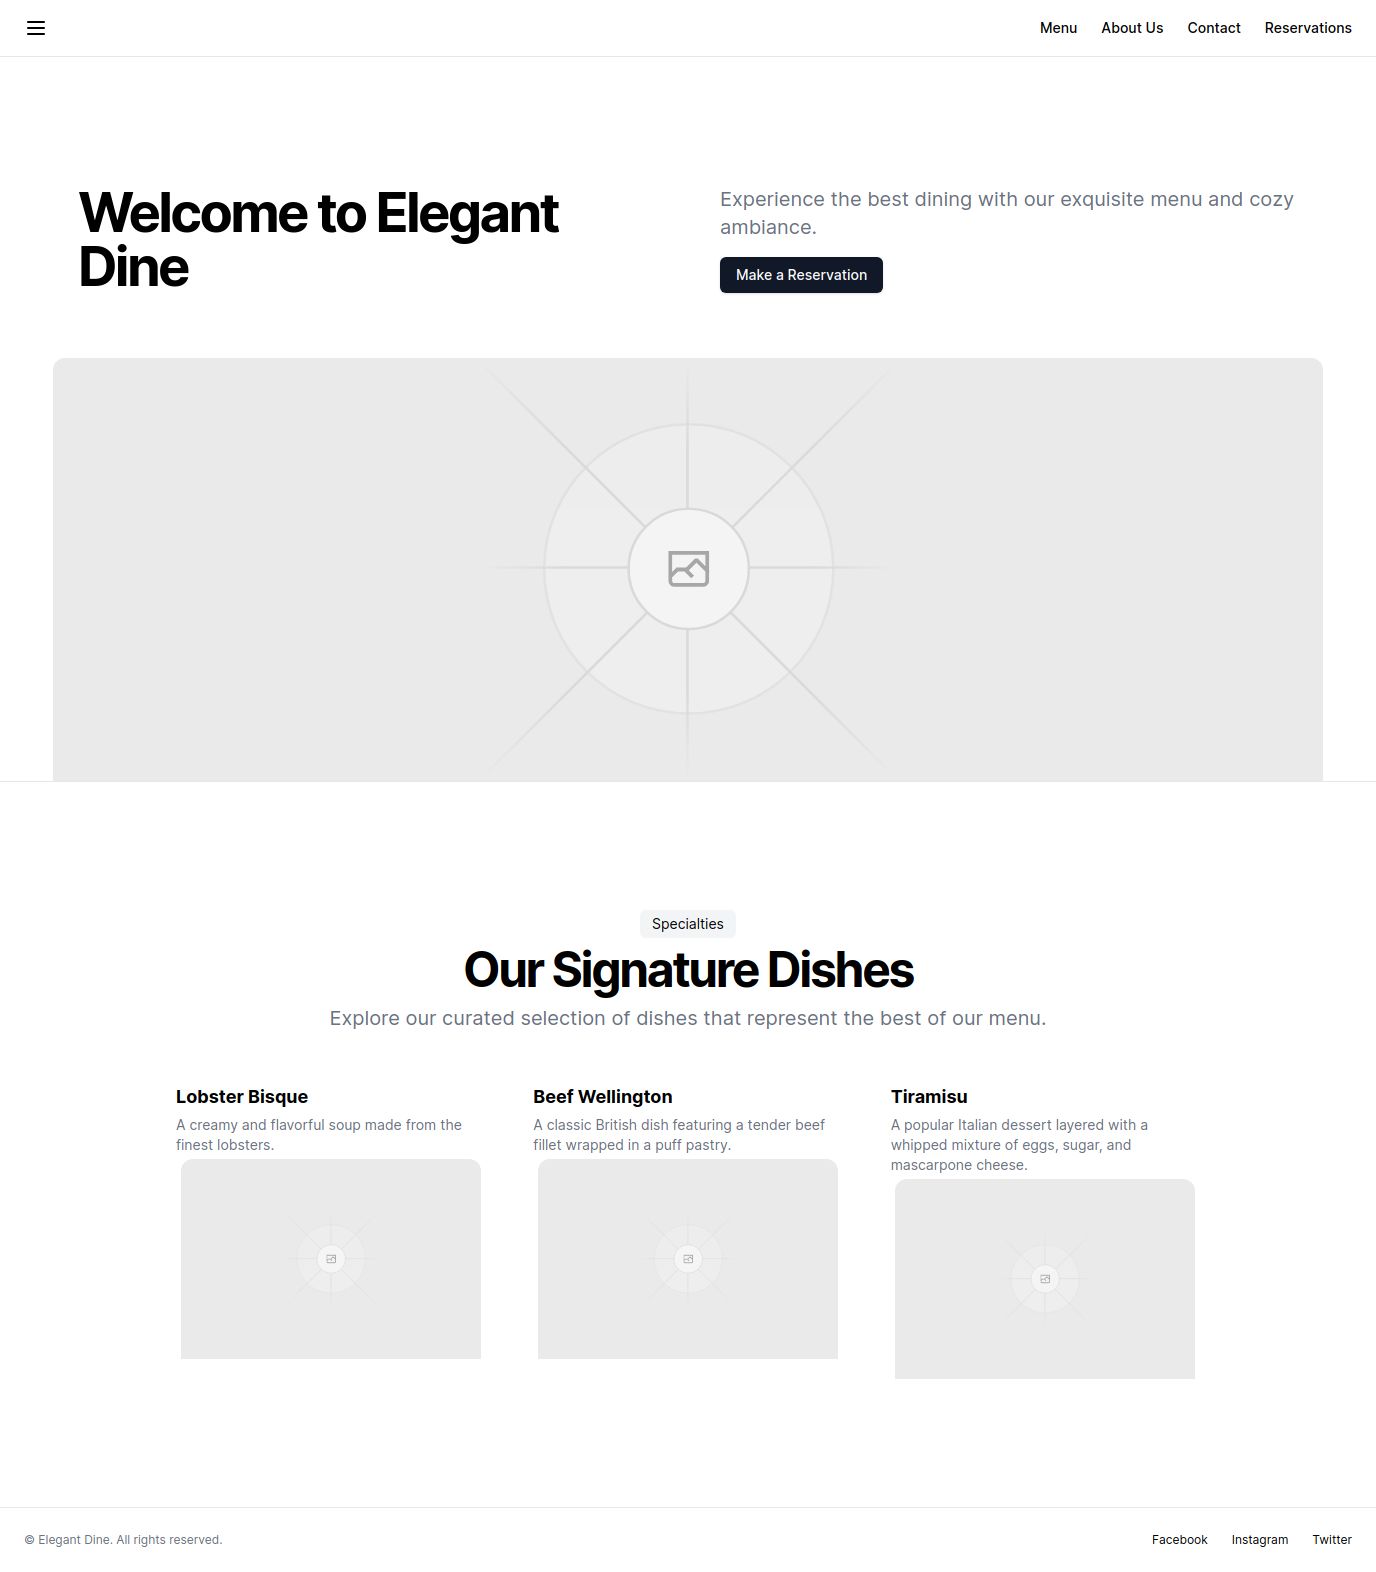 Menu About Us Contact Reservations
Welcome to Elegant
Dine
Experience the best dining with our exquisite menu and cozy
ambiance.
Make a Reservation
Specialties
Our Signature Dishes
Explore our curated selection of dishes that represent the best of our menu.
Lobster Bisque
A creamy and flavorful soup made from the
finest lobsters.
Beef Wellington
A classic British dish featuring a tender beef
fillet wrapped in a puff pastry.
Tiramisu
A popular Italian dessert layered with a
whipped mixture of eggs, sugar, and
mascarpone cheese.
© Elegant Dine. All rights reserved.
Facebook Instagram Twitter